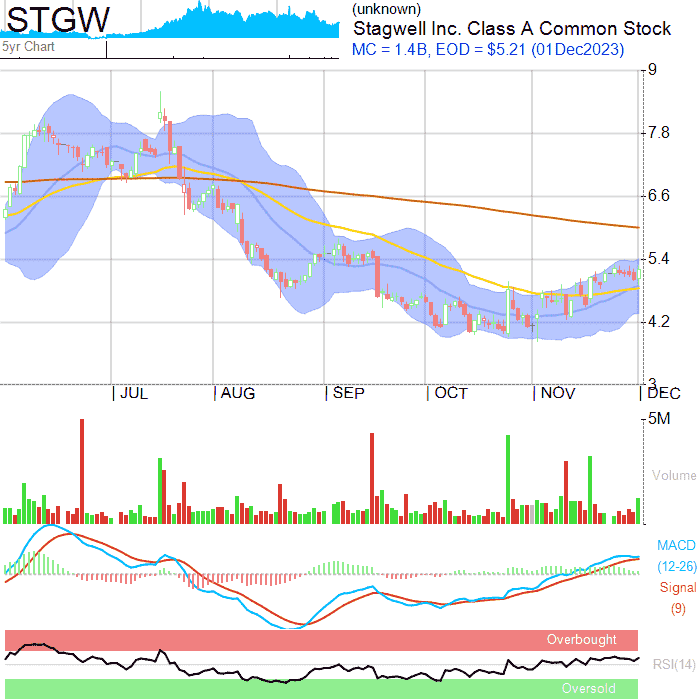 STGW
5yr Chart
(unknown)
Stagwell Inc. Class A Common Stock
MC = 1.4B, EOD = $5.21 (01Dec2023)
9
7.8
6.6
5.4
4.2
3
JUL
AUG
SEP
OCT
NOV
DEC
5M
Volume
MACD
(12-26)
Signal
(9)
Overbought
RSI(14)
Oversold